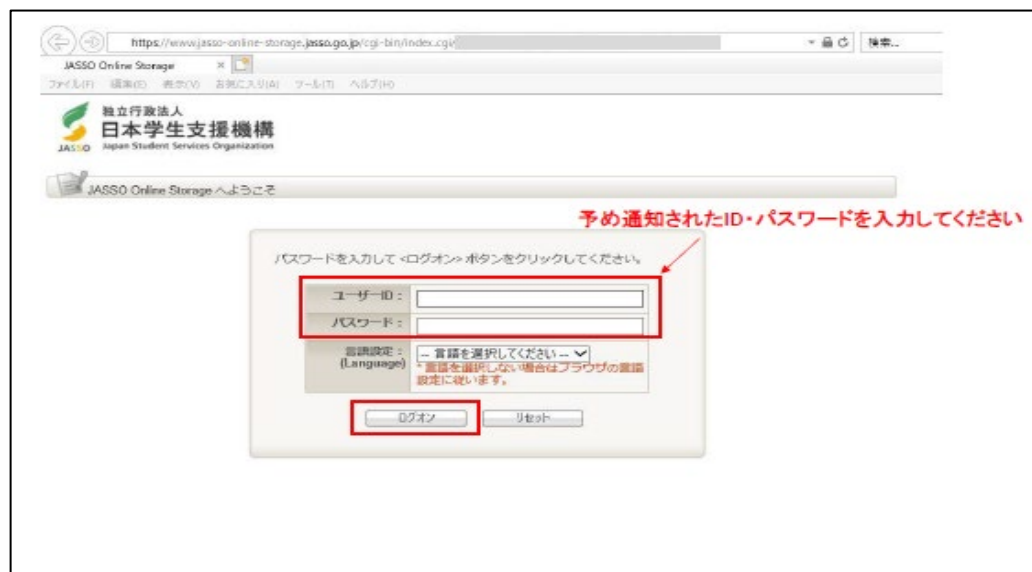 https://www.jasso-online-storage.jasso.go.jp/cgi-bin/index.cgi/
検索...
JASSO Online Storage
ファイル(F) 編集(E) 表示(V) お気に入り(A) ツール(T) ヘルプ(H)
独立行政法人
日本学生支援機構
JASSO Japan Student Services Organization
JASSO Online Storage へようこそ
予め通知されたID・パスワードを入力してください
パスワードを入力して <ログオン> ボタンをクリックしてください。
ユーザーID :
パスワード :
言語設定 : -- 言語を選択してください --
(Language) * 言語を選択しない場合はブラウザの言語
設定に従います。
ログオン リセット